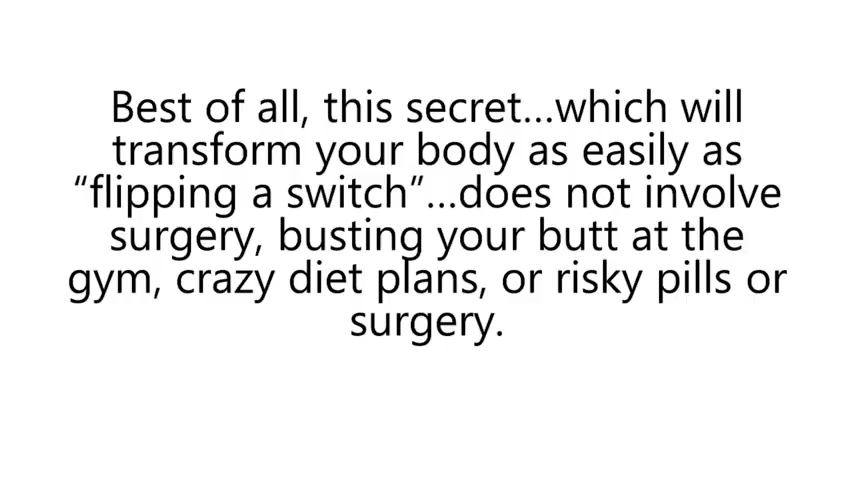 Best of all, this secret...which will
transform your body as easily as
“flipping a switch”...does not involve
surgery, busting your butt at the
gym, crazy diet plans, or risky pills or
surgery.